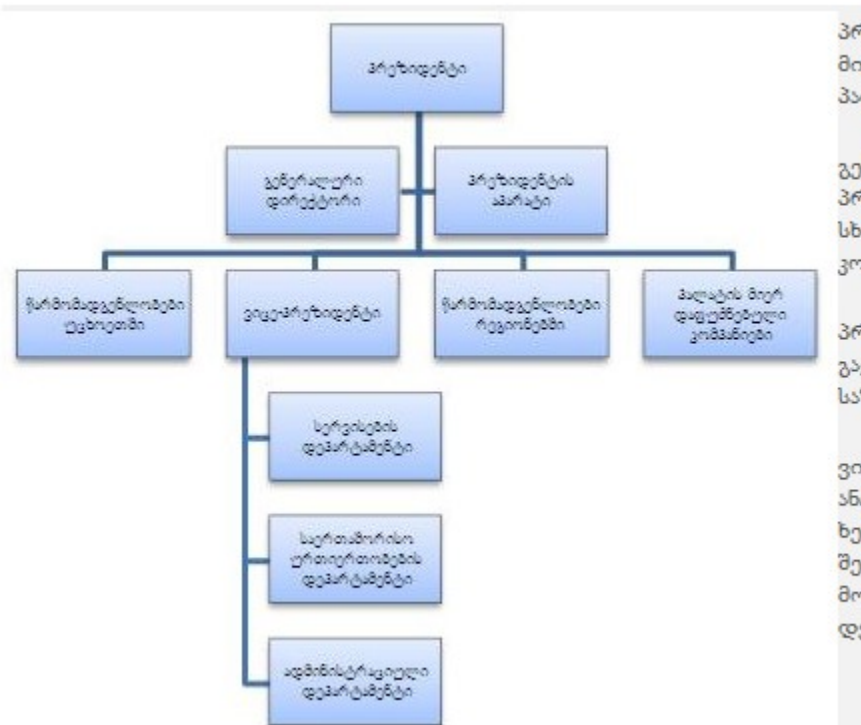 პრეზიდენტი
გენერალური
დირექტორი
პრეზიდენტის
აპარატი
წარმომადგენლობები
უცხოეთში
ვიცე-პრეზიდენტი
წარმომადგენლობები
რეგიონებში
პალატის მიერ
დაფუძნებული
კომპანიები
სერვისების
დეპარტამენტი
საერთაშორისო
ურთიერთობების
დეპარტამენტი
ადმინისტრაციული
დეპარტამენტი